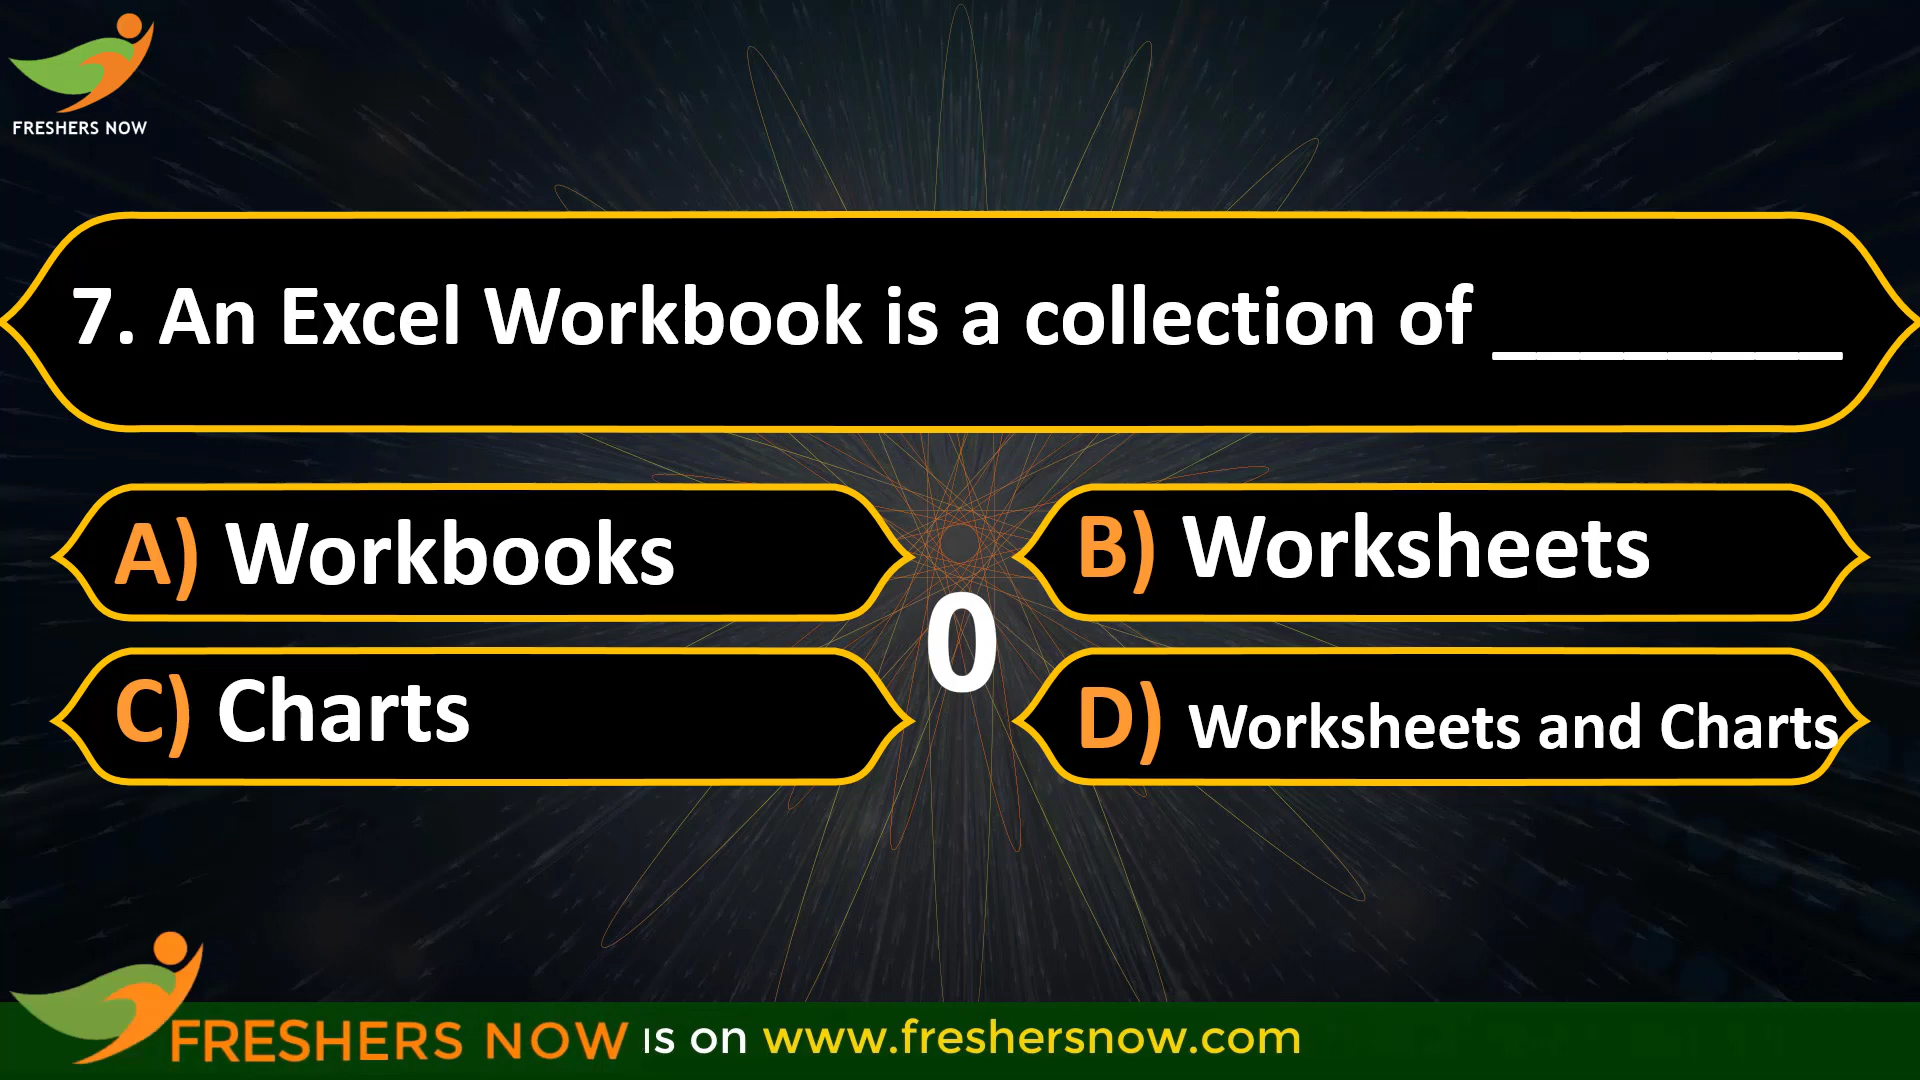 FRESHERS NOW
7. An Excel Workbook is a collection of ________
A) Workbooks
B) Worksheets
0
C) Charts
D) Worksheets and Charts
FRESHERS NOW is on www.freshersnow.com